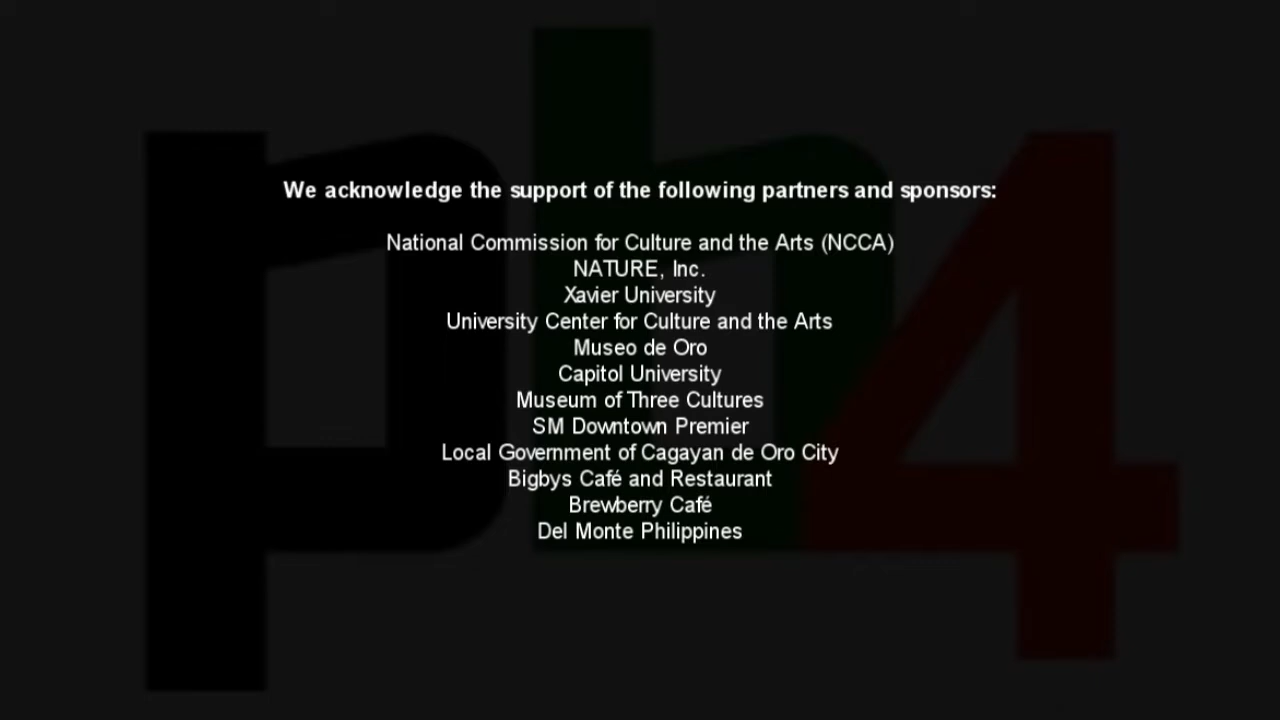 ph4
We acknowledge the support of the following partners and sponsors:
National Commission for Culture and the Arts (NCCA)
NATURE, Inc.
Xavier University
University Center for Culture and the Arts
Museo de Oro
Capitol University
Museum of Three Cultures
SM Downtown Premier
Local Government of Cagayan de Oro City
Bigbys Café and Restaurant
Brewberry Café
Del Monte Philippines